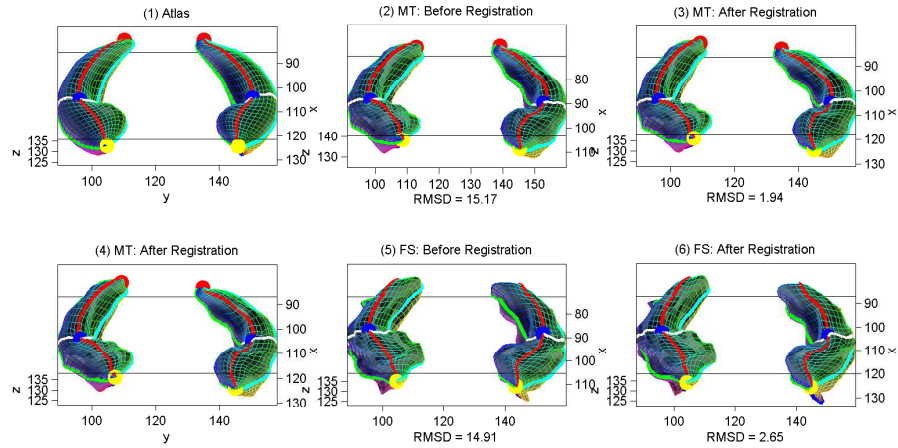 (1) Atlas
(2) MT: Before Registration
(3) MT: After Registration
z
90
100
110
120
130
x
z
135
130
125
z
100
120
140
y
80
90
100
110
x
z
140
130
100
110
120
130
140
150
RMSD = 15.17
90
100
110
120
130
x
135
130
125
100
120
140
RMSD = 1.94
(4) MT: After Registration
(5) FS: Before Registration
(6) FS: After Registration
90
100
110
120
130
x
z
135
130
125
100
120
140
y
80
90
100
110
x
z
135
130
125
100
120
140
RMSD = 14.91
90
100
110
120
130
x
z
135
130
125
100
120
140
RMSD = 2.65